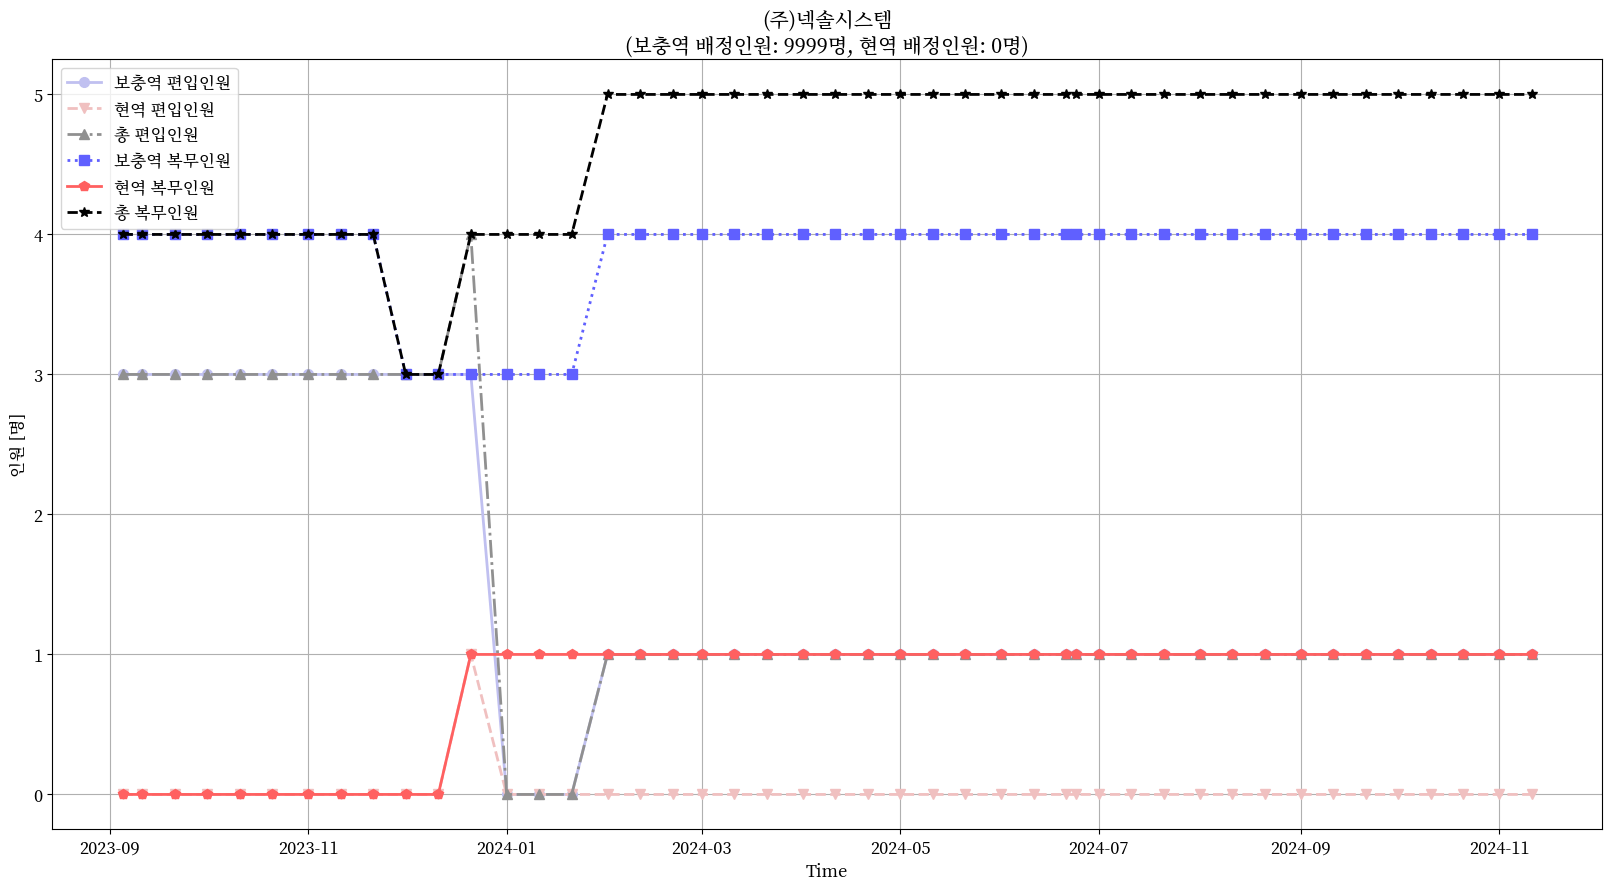 (주)넥솔시스템
(보충역 배정인원: 9999명, 현역 배정인원: 0명)
보충역 편입인원
현역 편입인원
총 편입인원
보충역 복무인원
현역 복무인원
총 복무인원
5
4
3
2
1
0
인원 [명]
2023-09
2023-11
2024-01
2024-03
2024-05
2024-07
2024-09
2024-11
Time